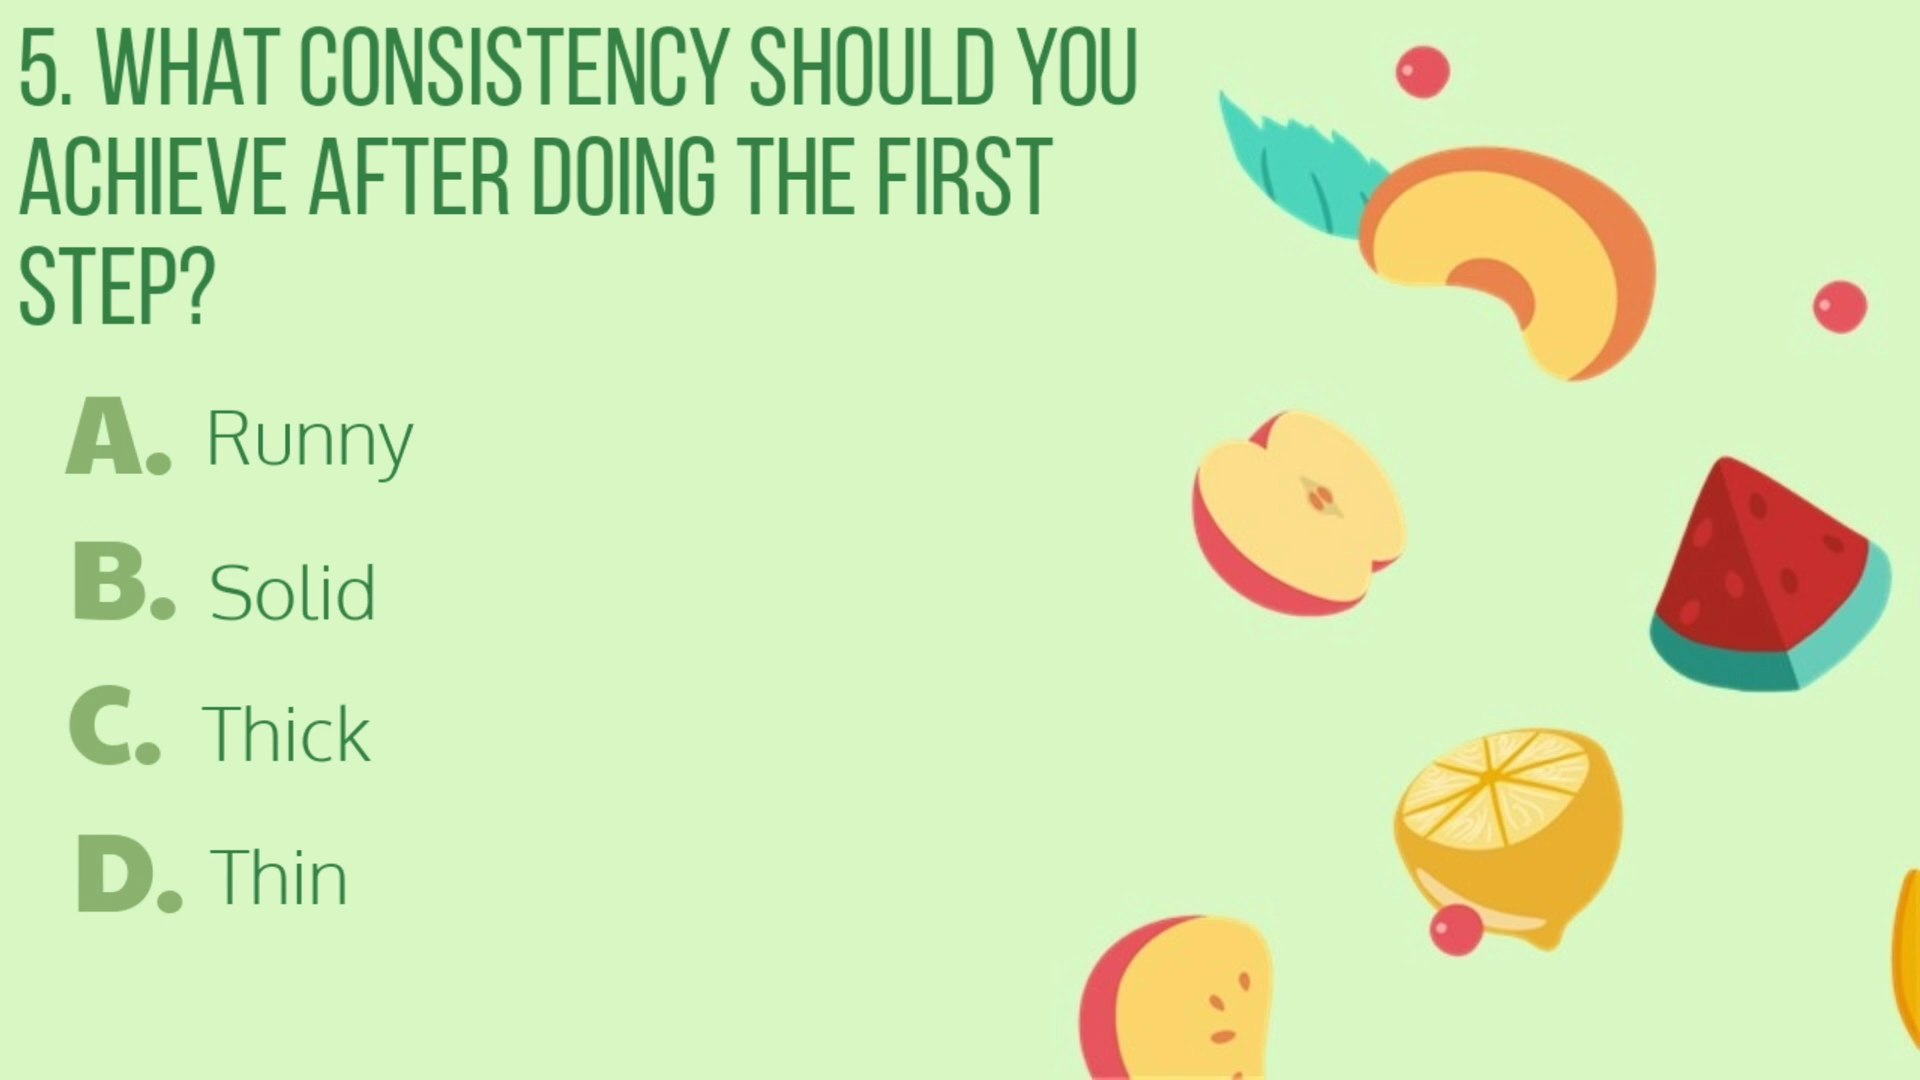 5. WHAT CONSISTENCY SHOULD YOU
ACHIEVE AFTER DOING THE FIRST
STEP?
A. Runny
B. Solid
C. Thick
D. Thin